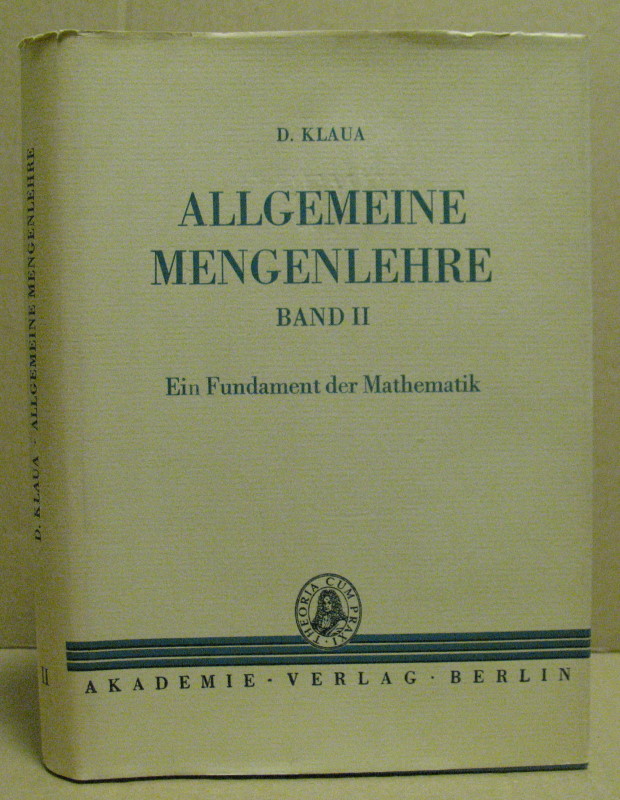 D. KLAUA
ALLGEMEINE
MENGENLEHRE
BAND II
Ein Fundament der Mathematik
THEORIA CUM PRAXI
AKADEMIE · VERLAG · BERLIN
D. KLAUA · ALLGEMEINE MENGENLEHRE
II